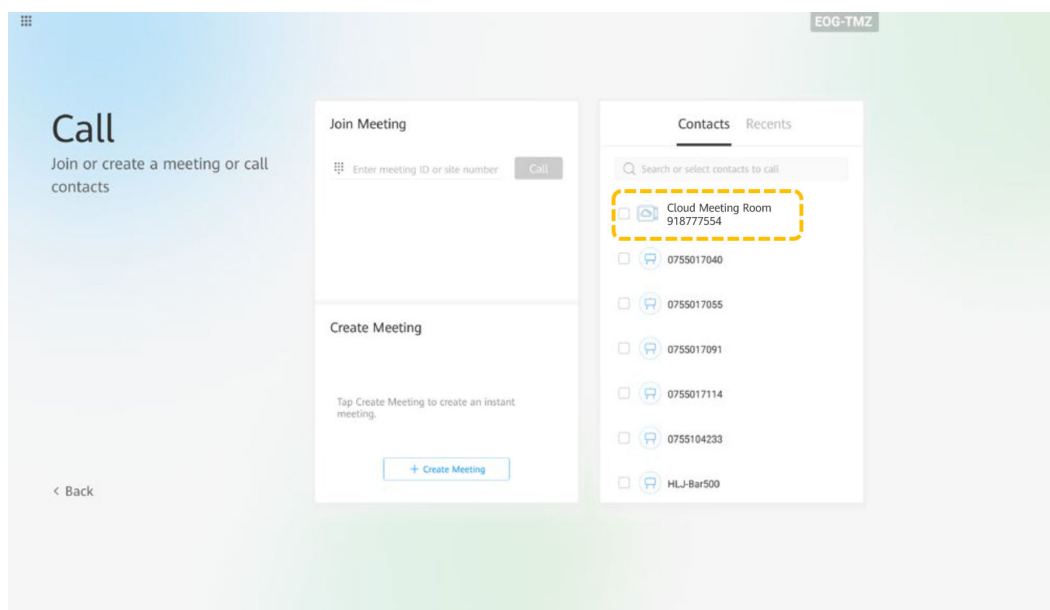 EOG-TMZ
Call
Join or create a meeting or call
contacts
< Back
Join Meeting
Enter meeting ID or site number
Call
Create Meeting
Tap Create Meeting to create an instant
meeting.
+ Create Meeting
Contacts Recents
Search or select contacts to call
Cloud Meeting Room
918777554
0755017040
0755017055
0755017091
0755017114
0755104233
HLJ-Bar500